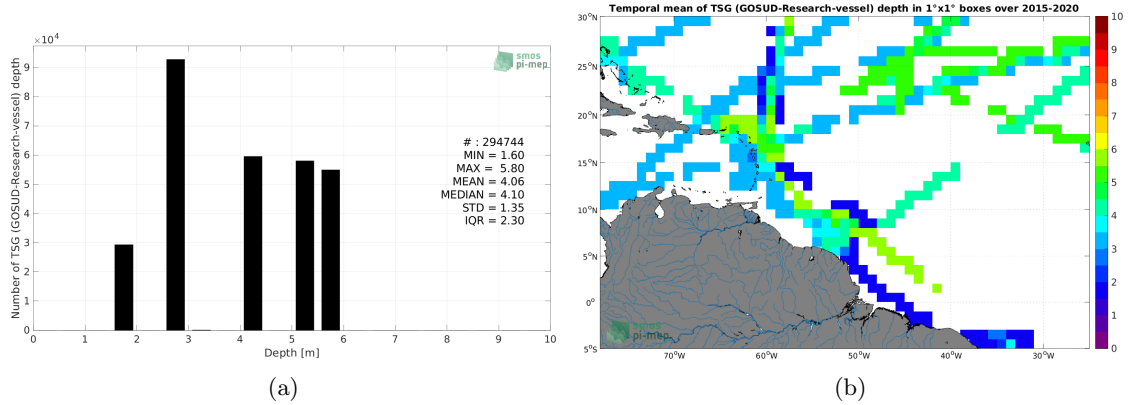 ×10⁴
9
8
7
6
5
4
3
2
1
0
Number of TSG (GOSUD-Research-vessel) depth
smos
pi-mep
# : 294744
MIN = 1.60
MAX = 5.80
MEAN = 4.06
MEDIAN = 4.10
STD = 1.35
IQR = 2.30
0 1 2 3 4 5 6 7 8 9 10
Depth [m]
(a)
Temporal mean of TSG (GOSUD-Research-vessel) depth in 1°x1° boxes over 2015-2020
30°N
25°N
20°N
15°N
10°N
5°N
0°
5°S
70°W 60°W 50°W 40°W 30°W
smos
pi-mep
10
9
8
7
6
5
4
3
2
1
0
(b)